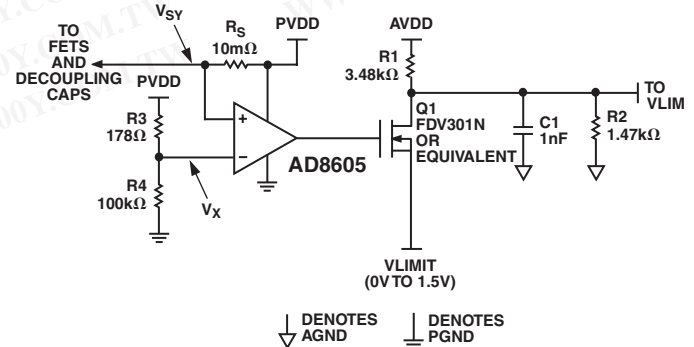 V_SY
TO
FETS
AND
DECOUPLING
CAPS
R_S
10mΩ
PVDD
AVDD
R1
3.48kΩ
PVDD
R3
178Ω
R4
100kΩ
V_X
+
−
AD8605
Q1
FDV301N
OR
EQUIVALENT
C1
1nF
R2
1.47kΩ
TO
VLIM
VLIMIT
(0V TO 1.5V)
DENOTES
AGND
DENOTES
PGND